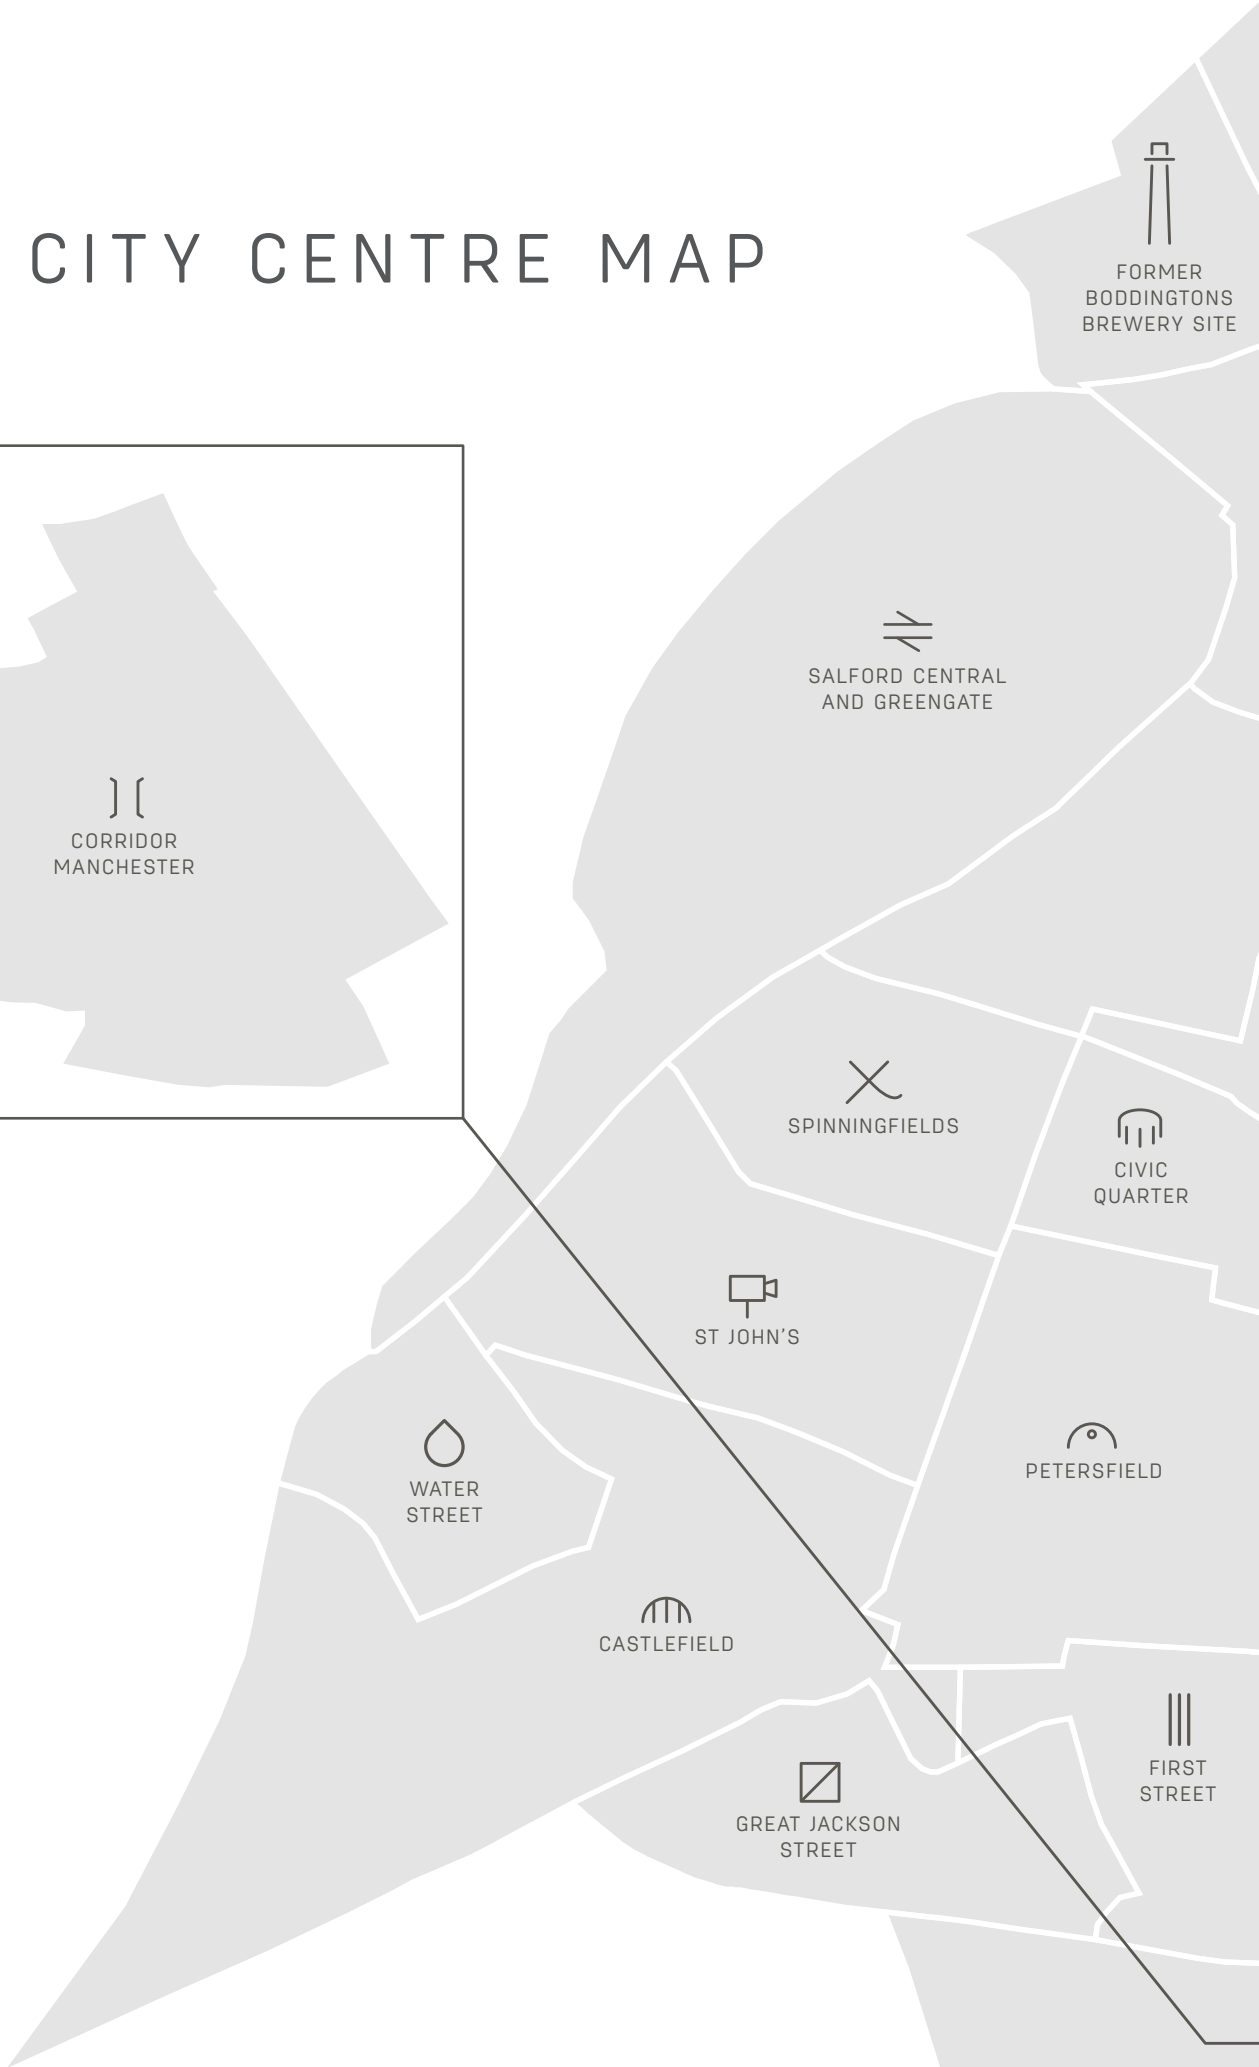 CITY CENTRE MAP
FORMER
BODDINGTONS
BREWERY SITE
SALFORD CENTRAL
AND GREENGATE
CORRIDOR
MANCHESTER
SPINNINGFIELDS
CIVIC
QUARTER
ST JOHN'S
PETERSFIELD
WATER
STREET
CASTLEFIELD
FIRST
STREET
GREAT JACKSON
STREET